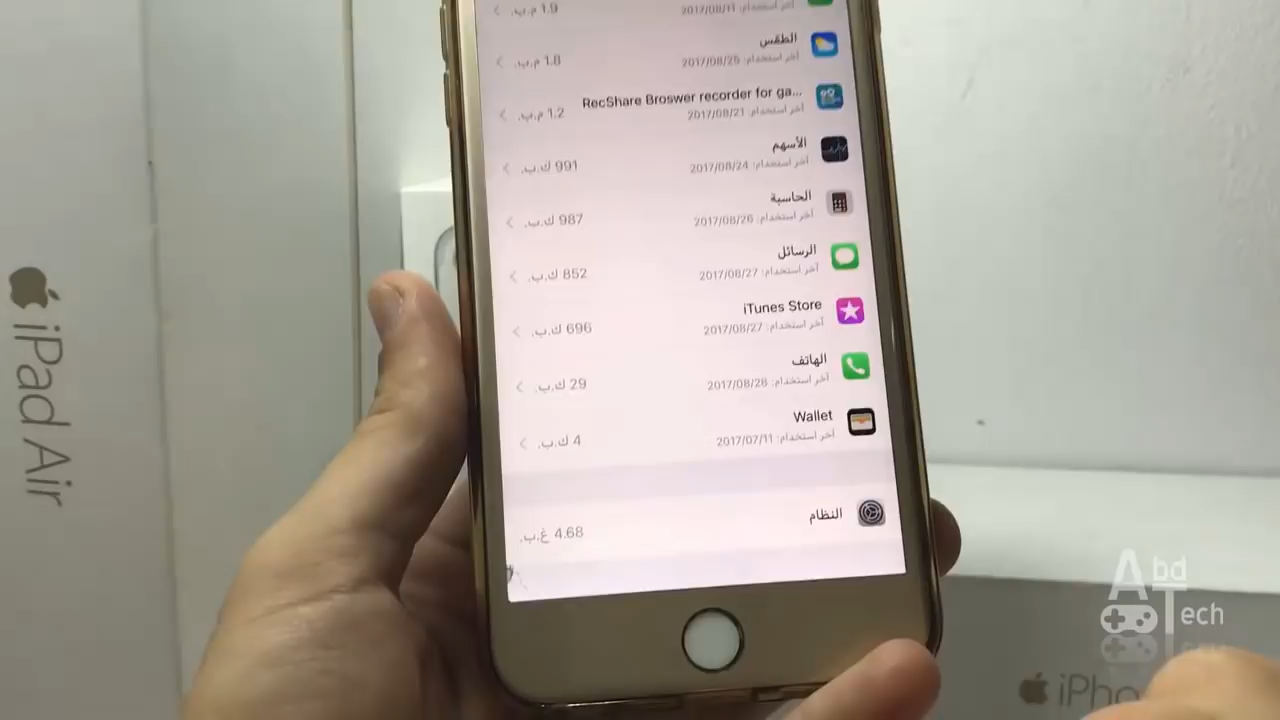 1.9 م.ب.
آخر استخدام: 2017/08/11
الطقس
آخر استخدام: 2017/08/25
1.8 م.ب.
RecShare Broswer recorder for ga...
آخر استخدام: 2017/08/21
1.2 م.ب.
الأسهم
آخر استخدام: 2017/08/24
991 ك.ب.
الحاسبة
آخر استخدام: 2017/08/26
987 ك.ب.
الرسائل
آخر استخدام: 2017/08/27
852 ك.ب.
iTunes Store
آخر استخدام: 2017/08/27
696 ك.ب.
الهاتف
آخر استخدام: 2017/08/28
29 ك.ب.
Wallet
آخر استخدام: 2017/07/11
4 ك.ب.
النظام
4.68 غ.ب.
iPad Air
Abd
Tech